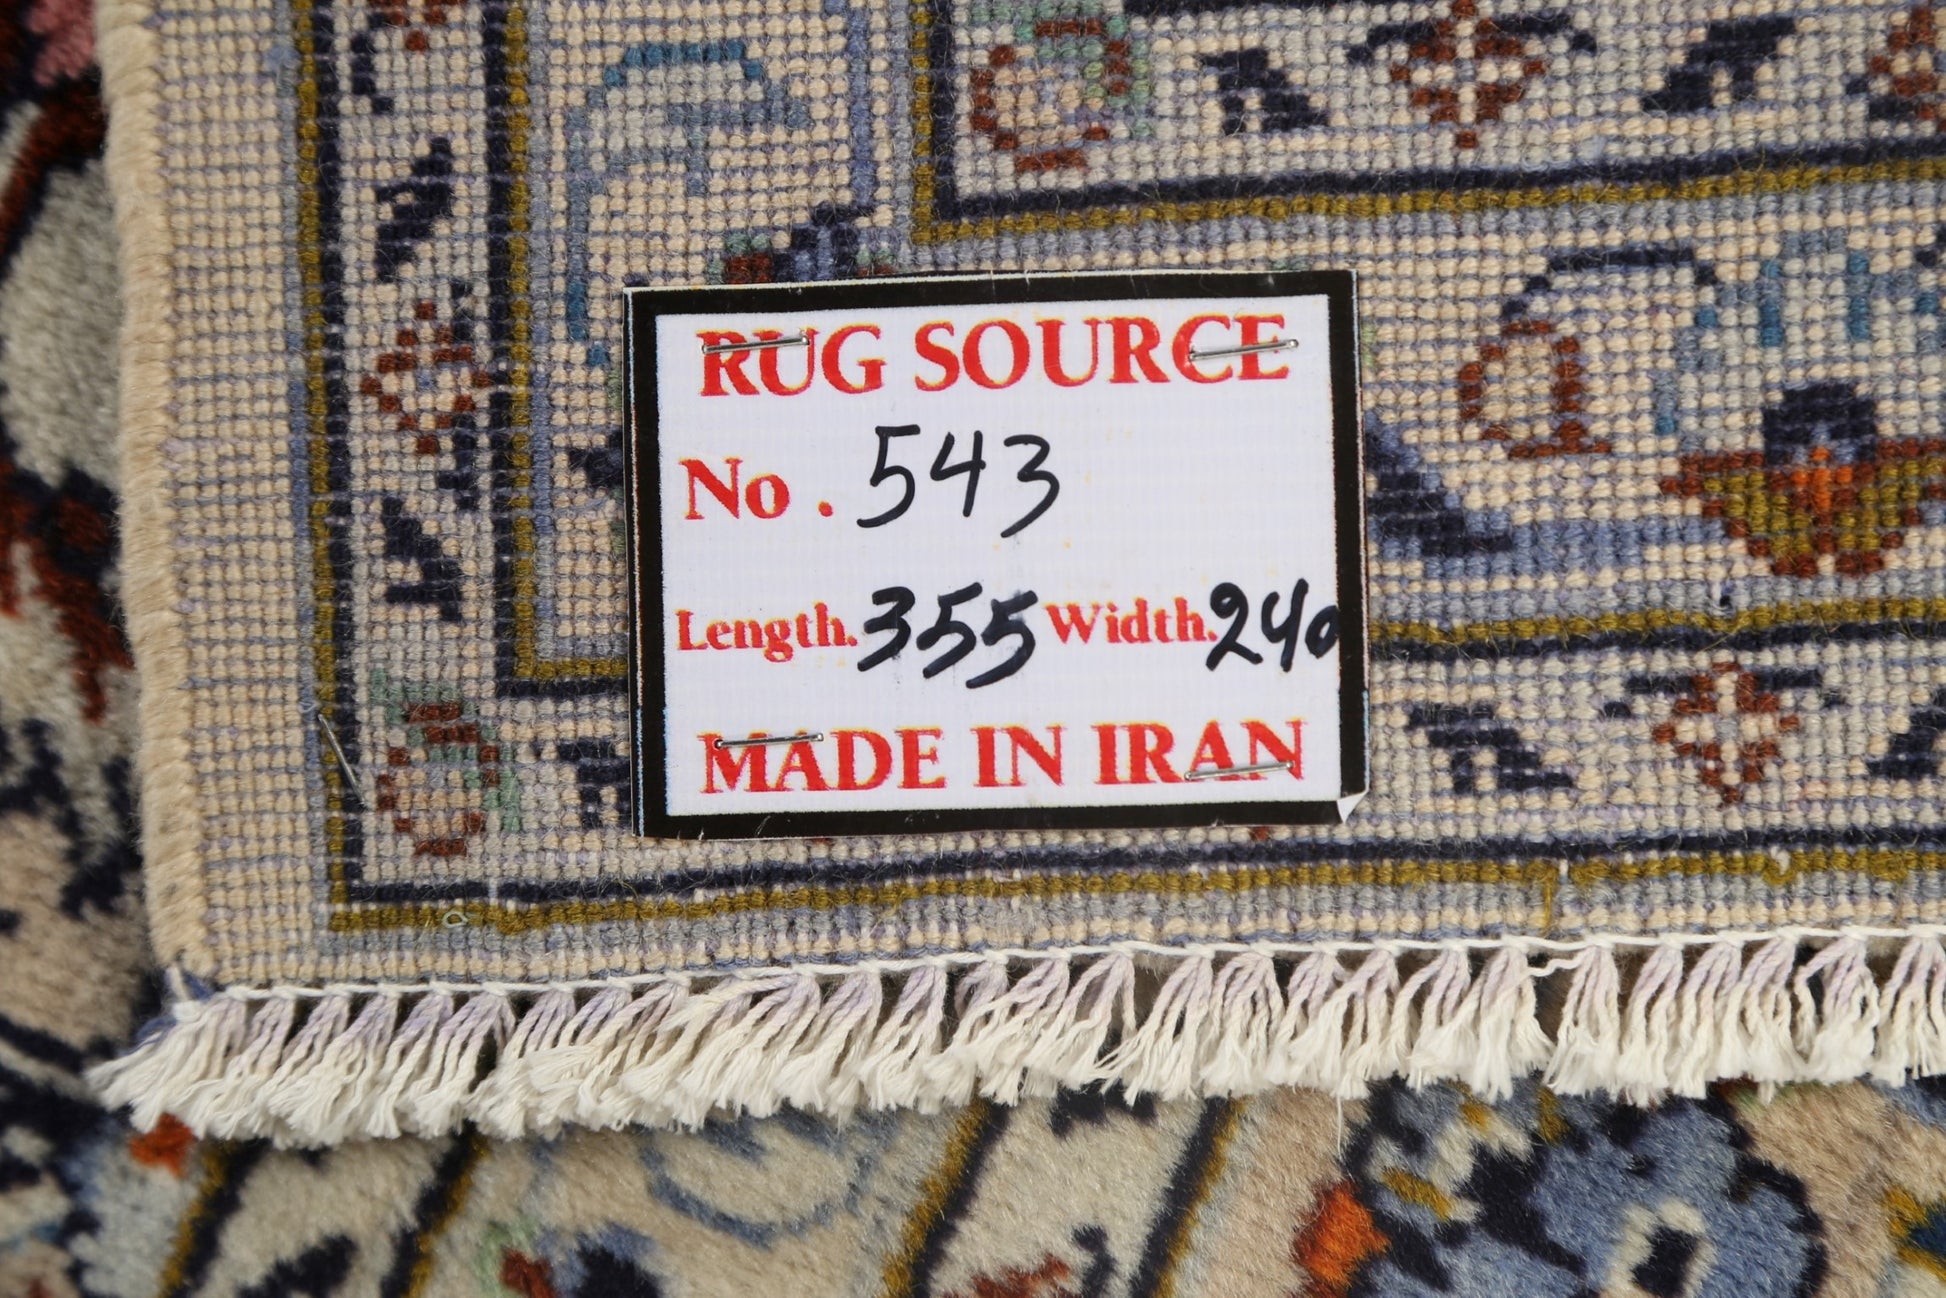 RUG SOURCE
No . 543
Length. 355 Width. 240
MADE IN IRAN